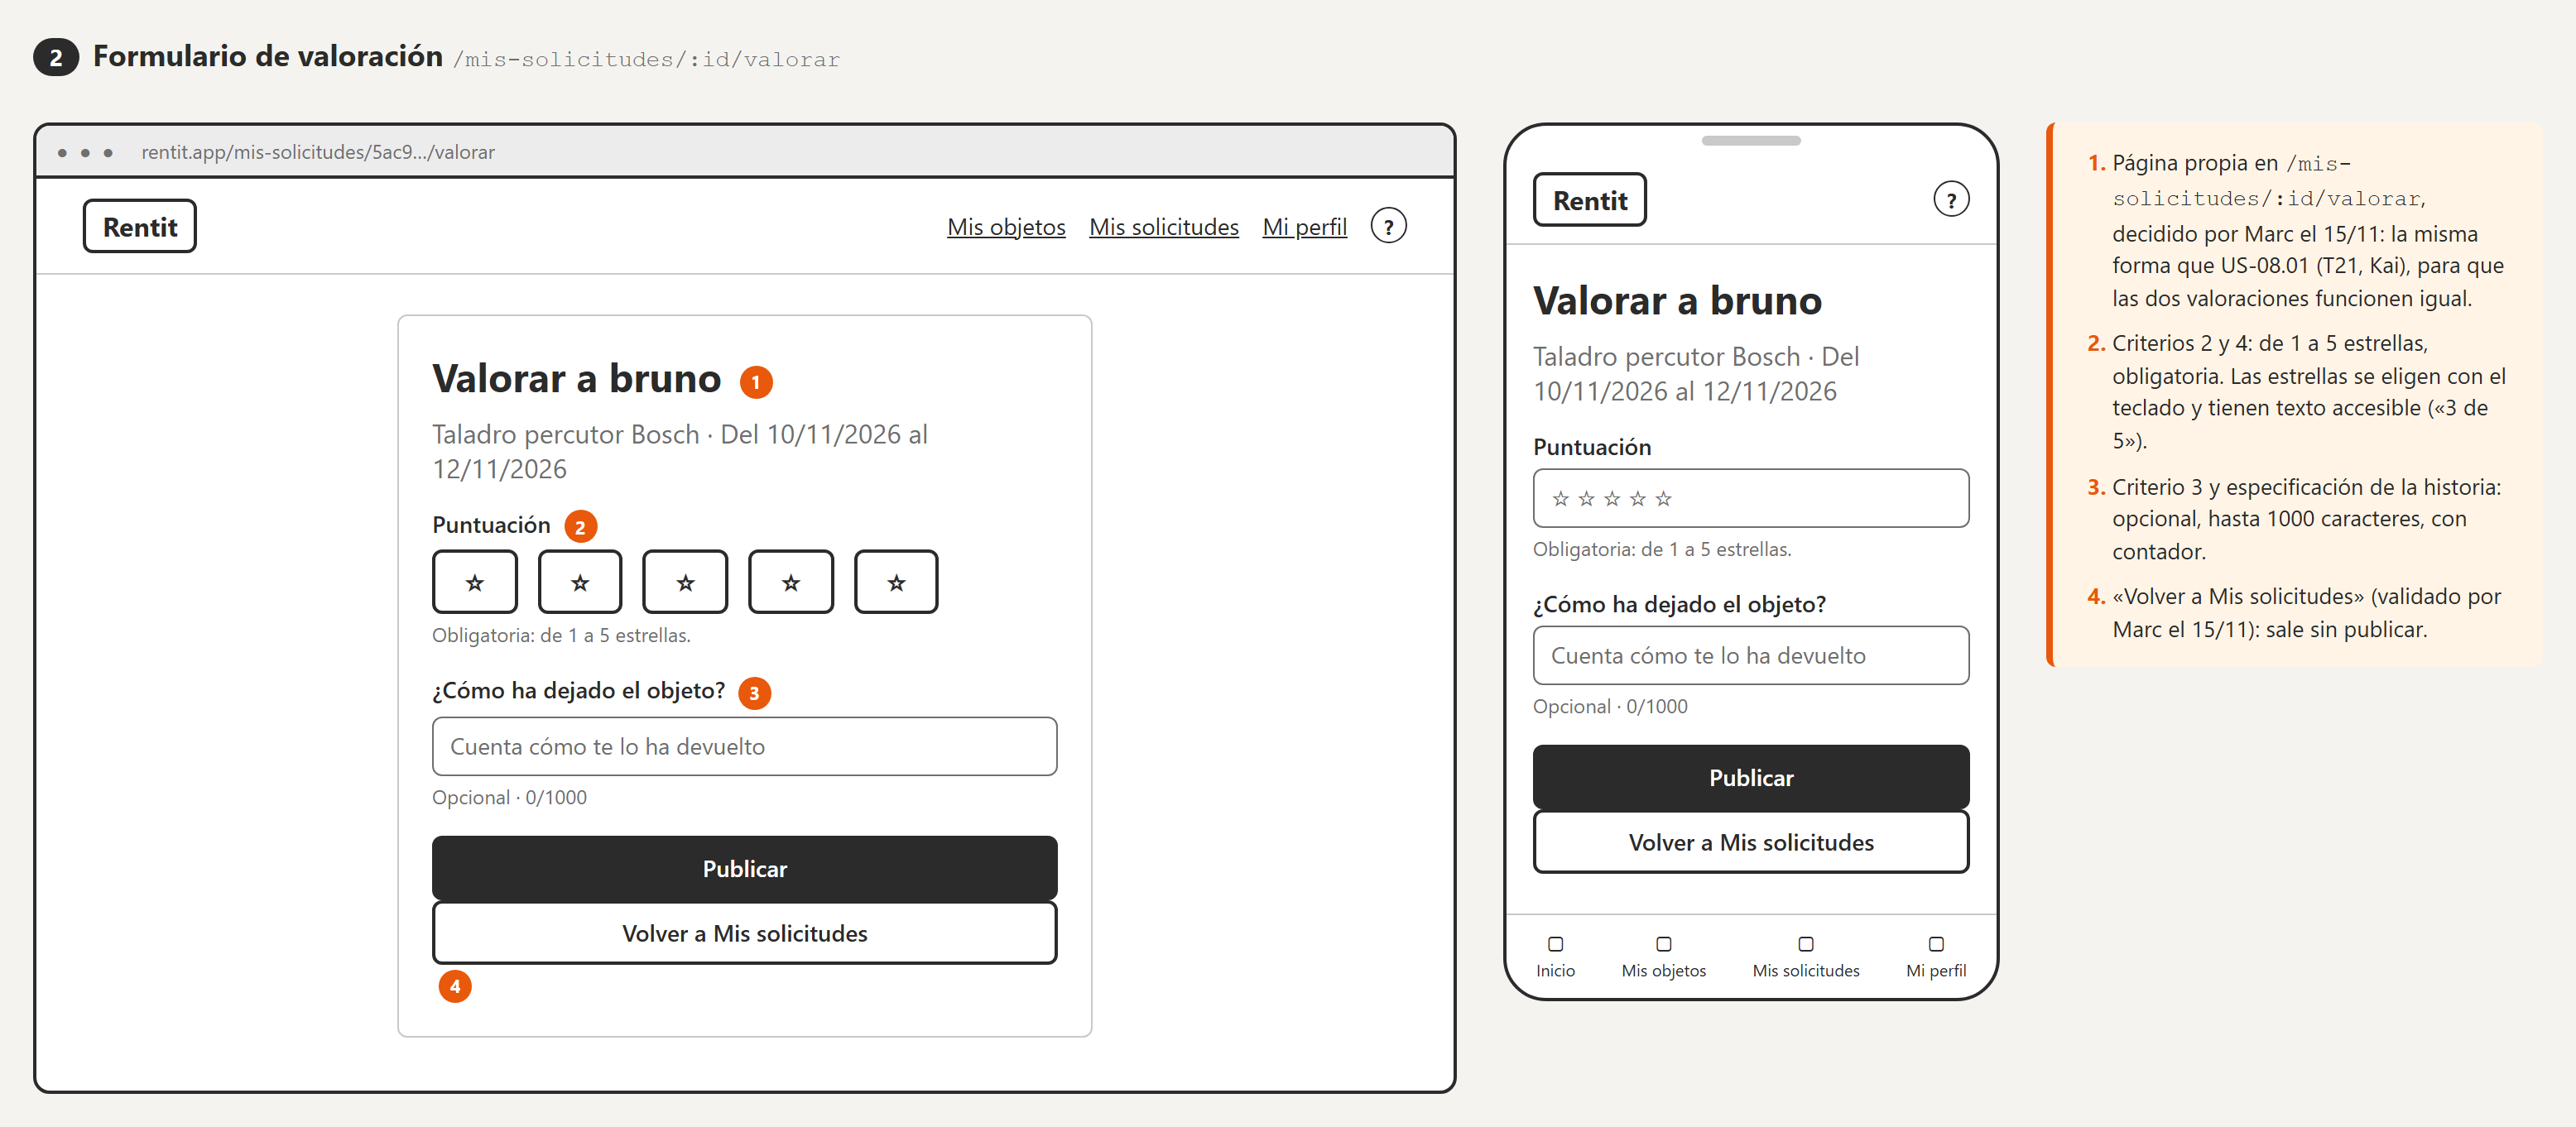 2 Formulario de valoración /mis-solicitudes/:id/valorar
rentit.app/mis-solicitudes/5ac9.../valorar
Rentit
Mis objetos Mis solicitudes Mi perfil ?
Valorar a bruno 1
Taladro percutor Bosch · Del 10/11/2026 al
12/11/2026
Puntuación 2
☆ ☆ ☆ ☆ ☆
Obligatoria: de 1 a 5 estrellas.
¿Cómo ha dejado el objeto? 3
Cuenta cómo te lo ha devuelto
Opcional · 0/1000
Publicar
Volver a Mis solicitudes
4
Rentit
?
Valorar a bruno
Taladro percutor Bosch · Del
10/11/2026 al 12/11/2026
Puntuación
☆ ☆ ☆ ☆ ☆
Obligatoria: de 1 a 5 estrellas.
¿Cómo ha dejado el objeto?
Cuenta cómo te lo ha devuelto
Opcional · 0/1000
Publicar
Volver a Mis solicitudes
Inicio Mis objetos Mis solicitudes Mi perfil
1. Página propia en /mis-
solicitudes/:id/valorar,
decidido por Marc el 15/11: la misma
forma que US-08.01 (T21, Kai), para que
las dos valoraciones funcionen igual.
2. Criterios 2 y 4: de 1 a 5 estrellas,
obligatoria. Las estrellas se eligen con el
teclado y tienen texto accesible («3 de
5»).
3. Criterio 3 y especificación de la historia:
opcional, hasta 1000 caracteres, con
contador.
4. «Volver a Mis solicitudes» (validado por
Marc el 15/11): sale sin publicar.